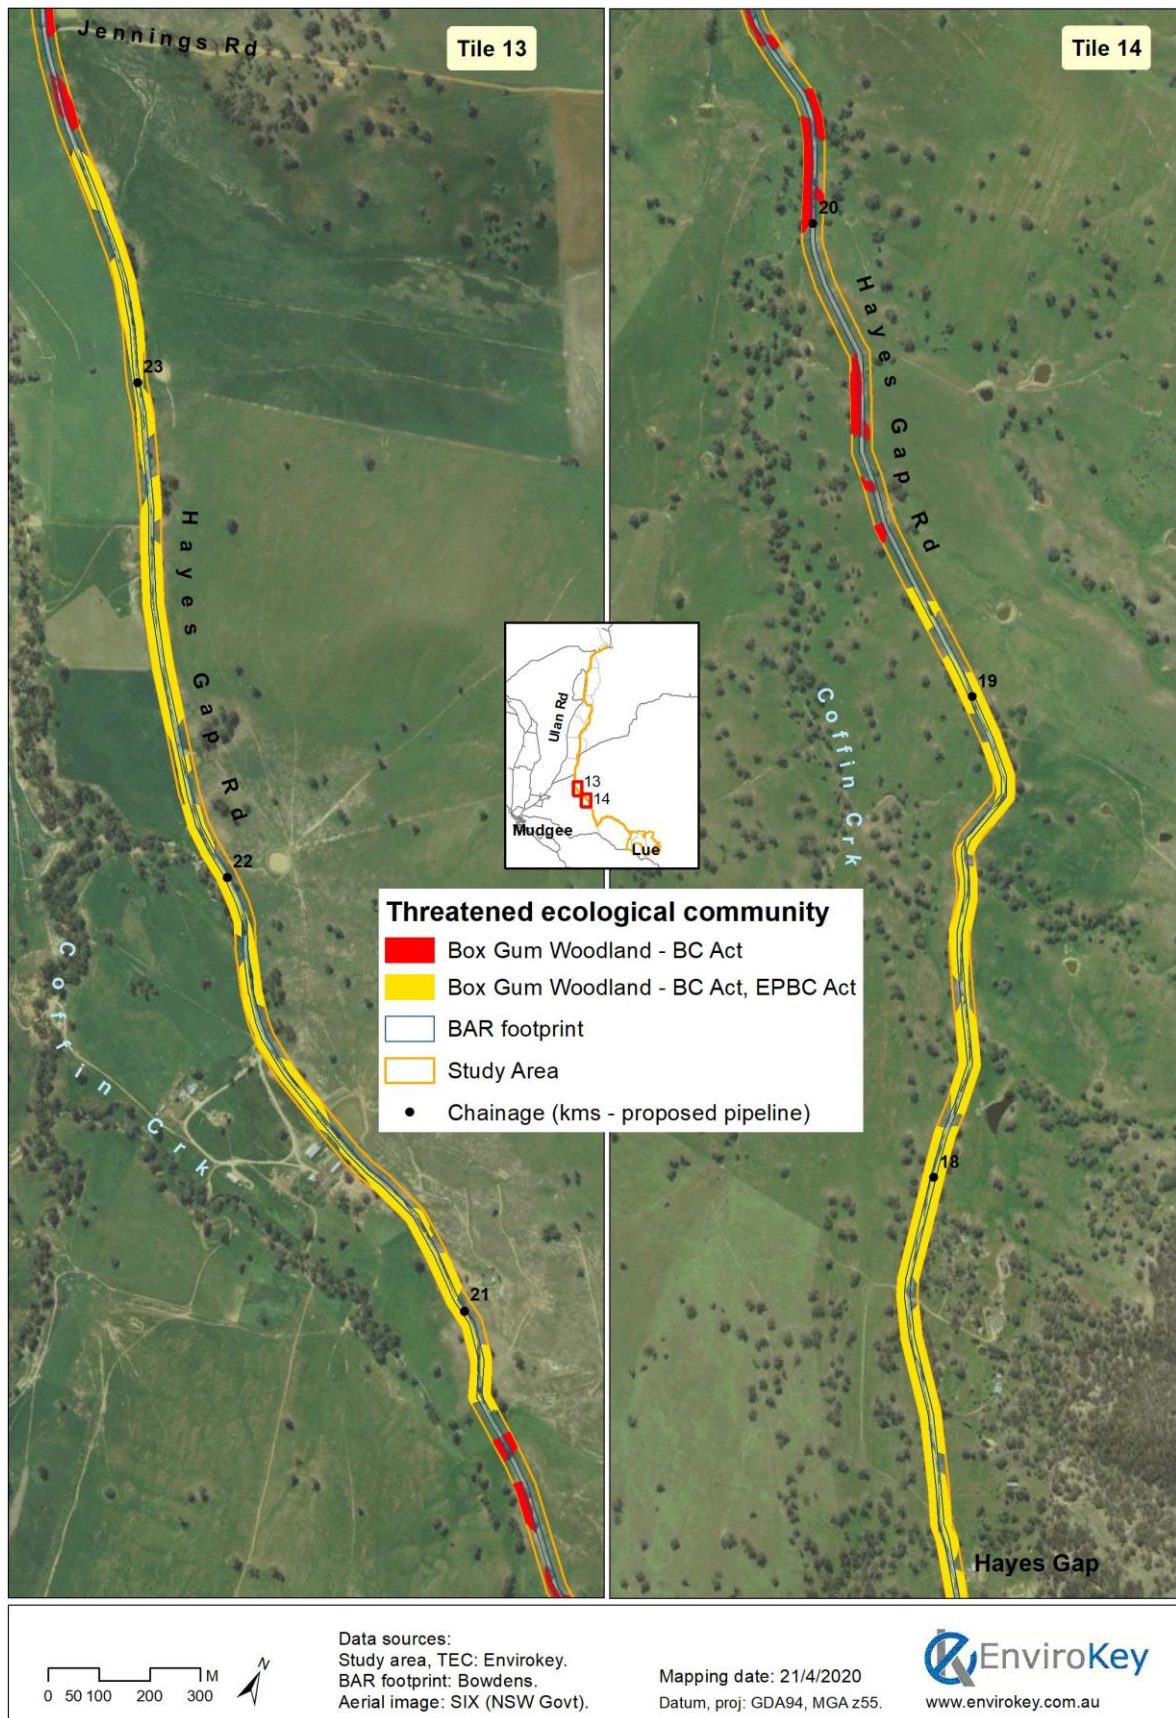 Jennings Rd
Tile 13
23
Hayes Gap Rd
22
Coffin Crk
21
Tile 14
20
Hayes Gap Rd
19
Coffin Crk
18
Hayes Gap
Ulan Rd
13
14
Mudgee
Lue
Threatened ecological community
Box Gum Woodland - BC Act
Box Gum Woodland - BC Act, EPBC Act
BAR footprint
Study Area
Chainage (kms - proposed pipeline)
0 50 100 200 300 M
N
Data sources:
Study area, TEC: Envirokey.
BAR footprint: Bowdens.
Aerial image: SIX (NSW Govt).
Mapping date: 21/4/2020
Datum, proj: GDA94, MGA z55.
EnviroKey
www.envirokey.com.au